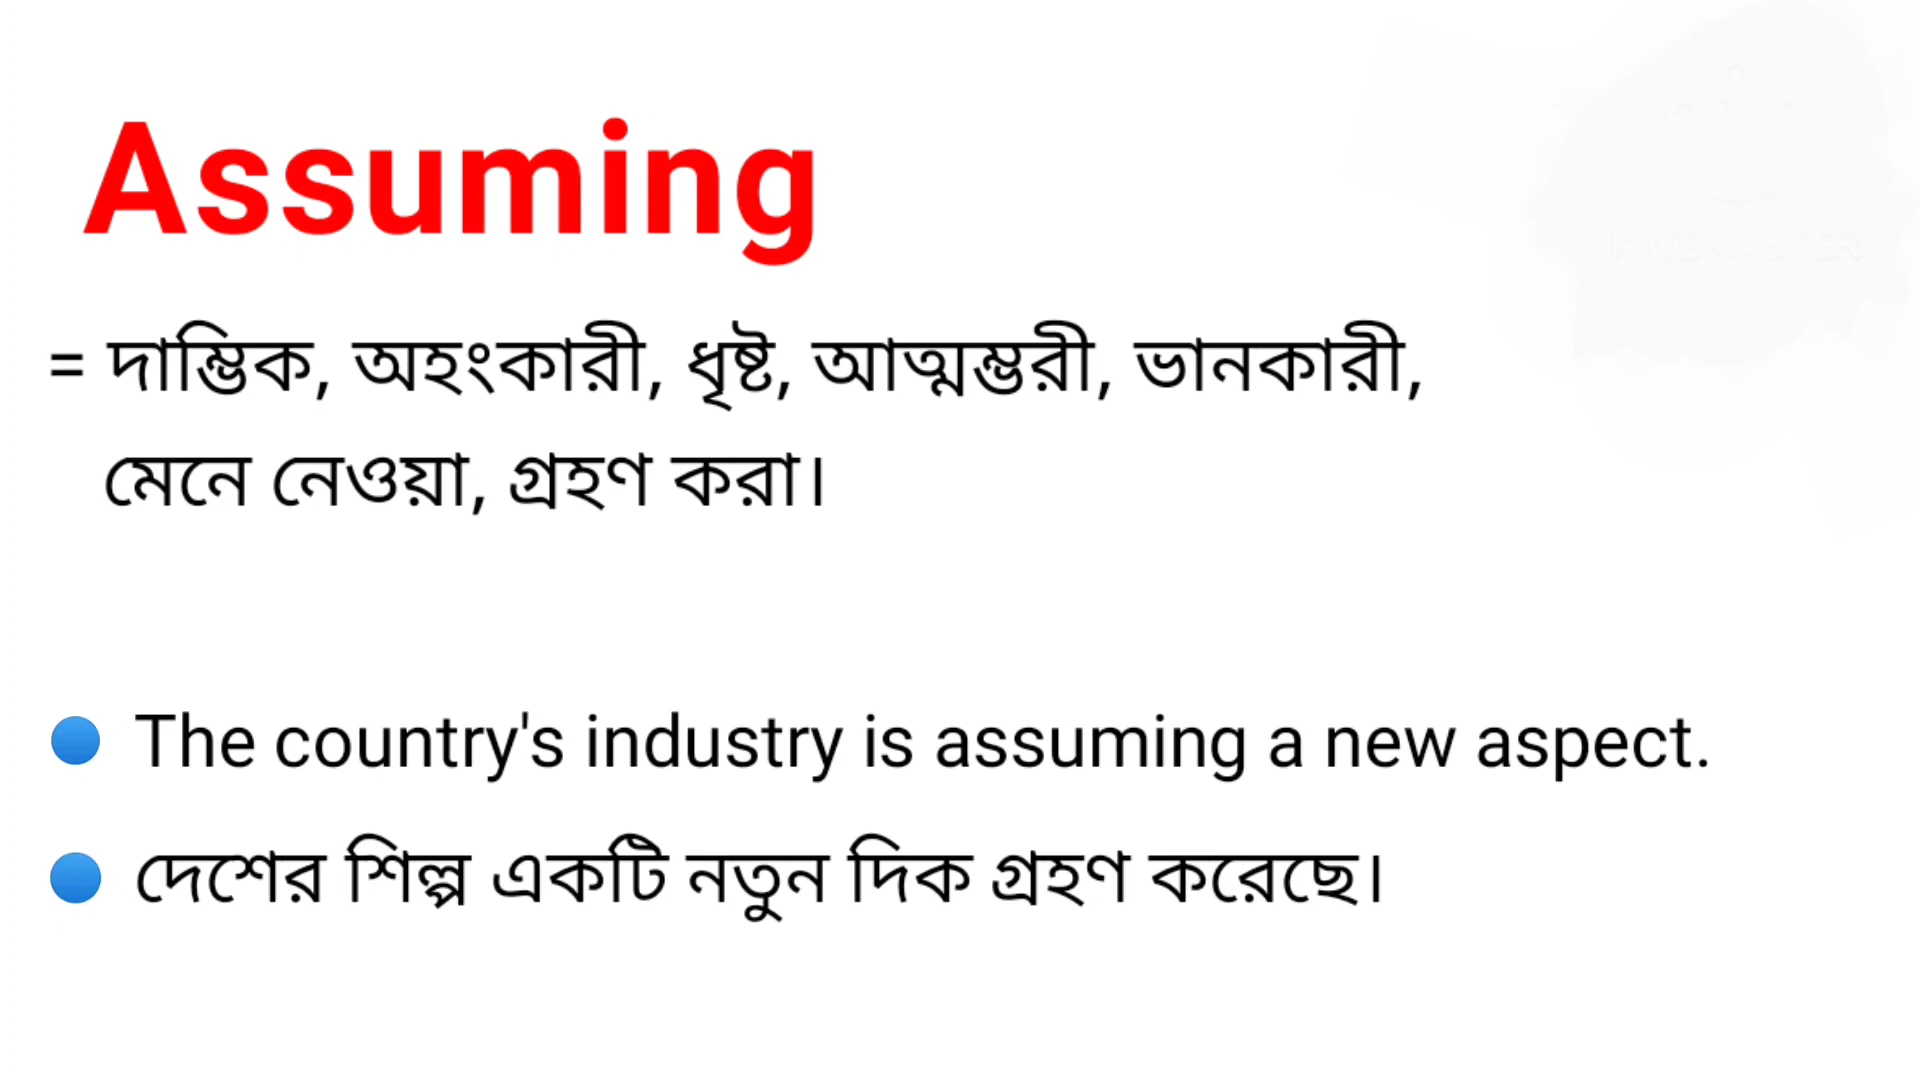 Assuming
= দাম্ভিক, অহংকারী, ধৃষ্ট, আত্মম্ভরী, ভানকারী,
মেনে নেওয়া, গ্রহণ করা।
The country's industry is assuming a new aspect.
দেশের শিল্প একটি নতুন দিক গ্রহণ করেছে।